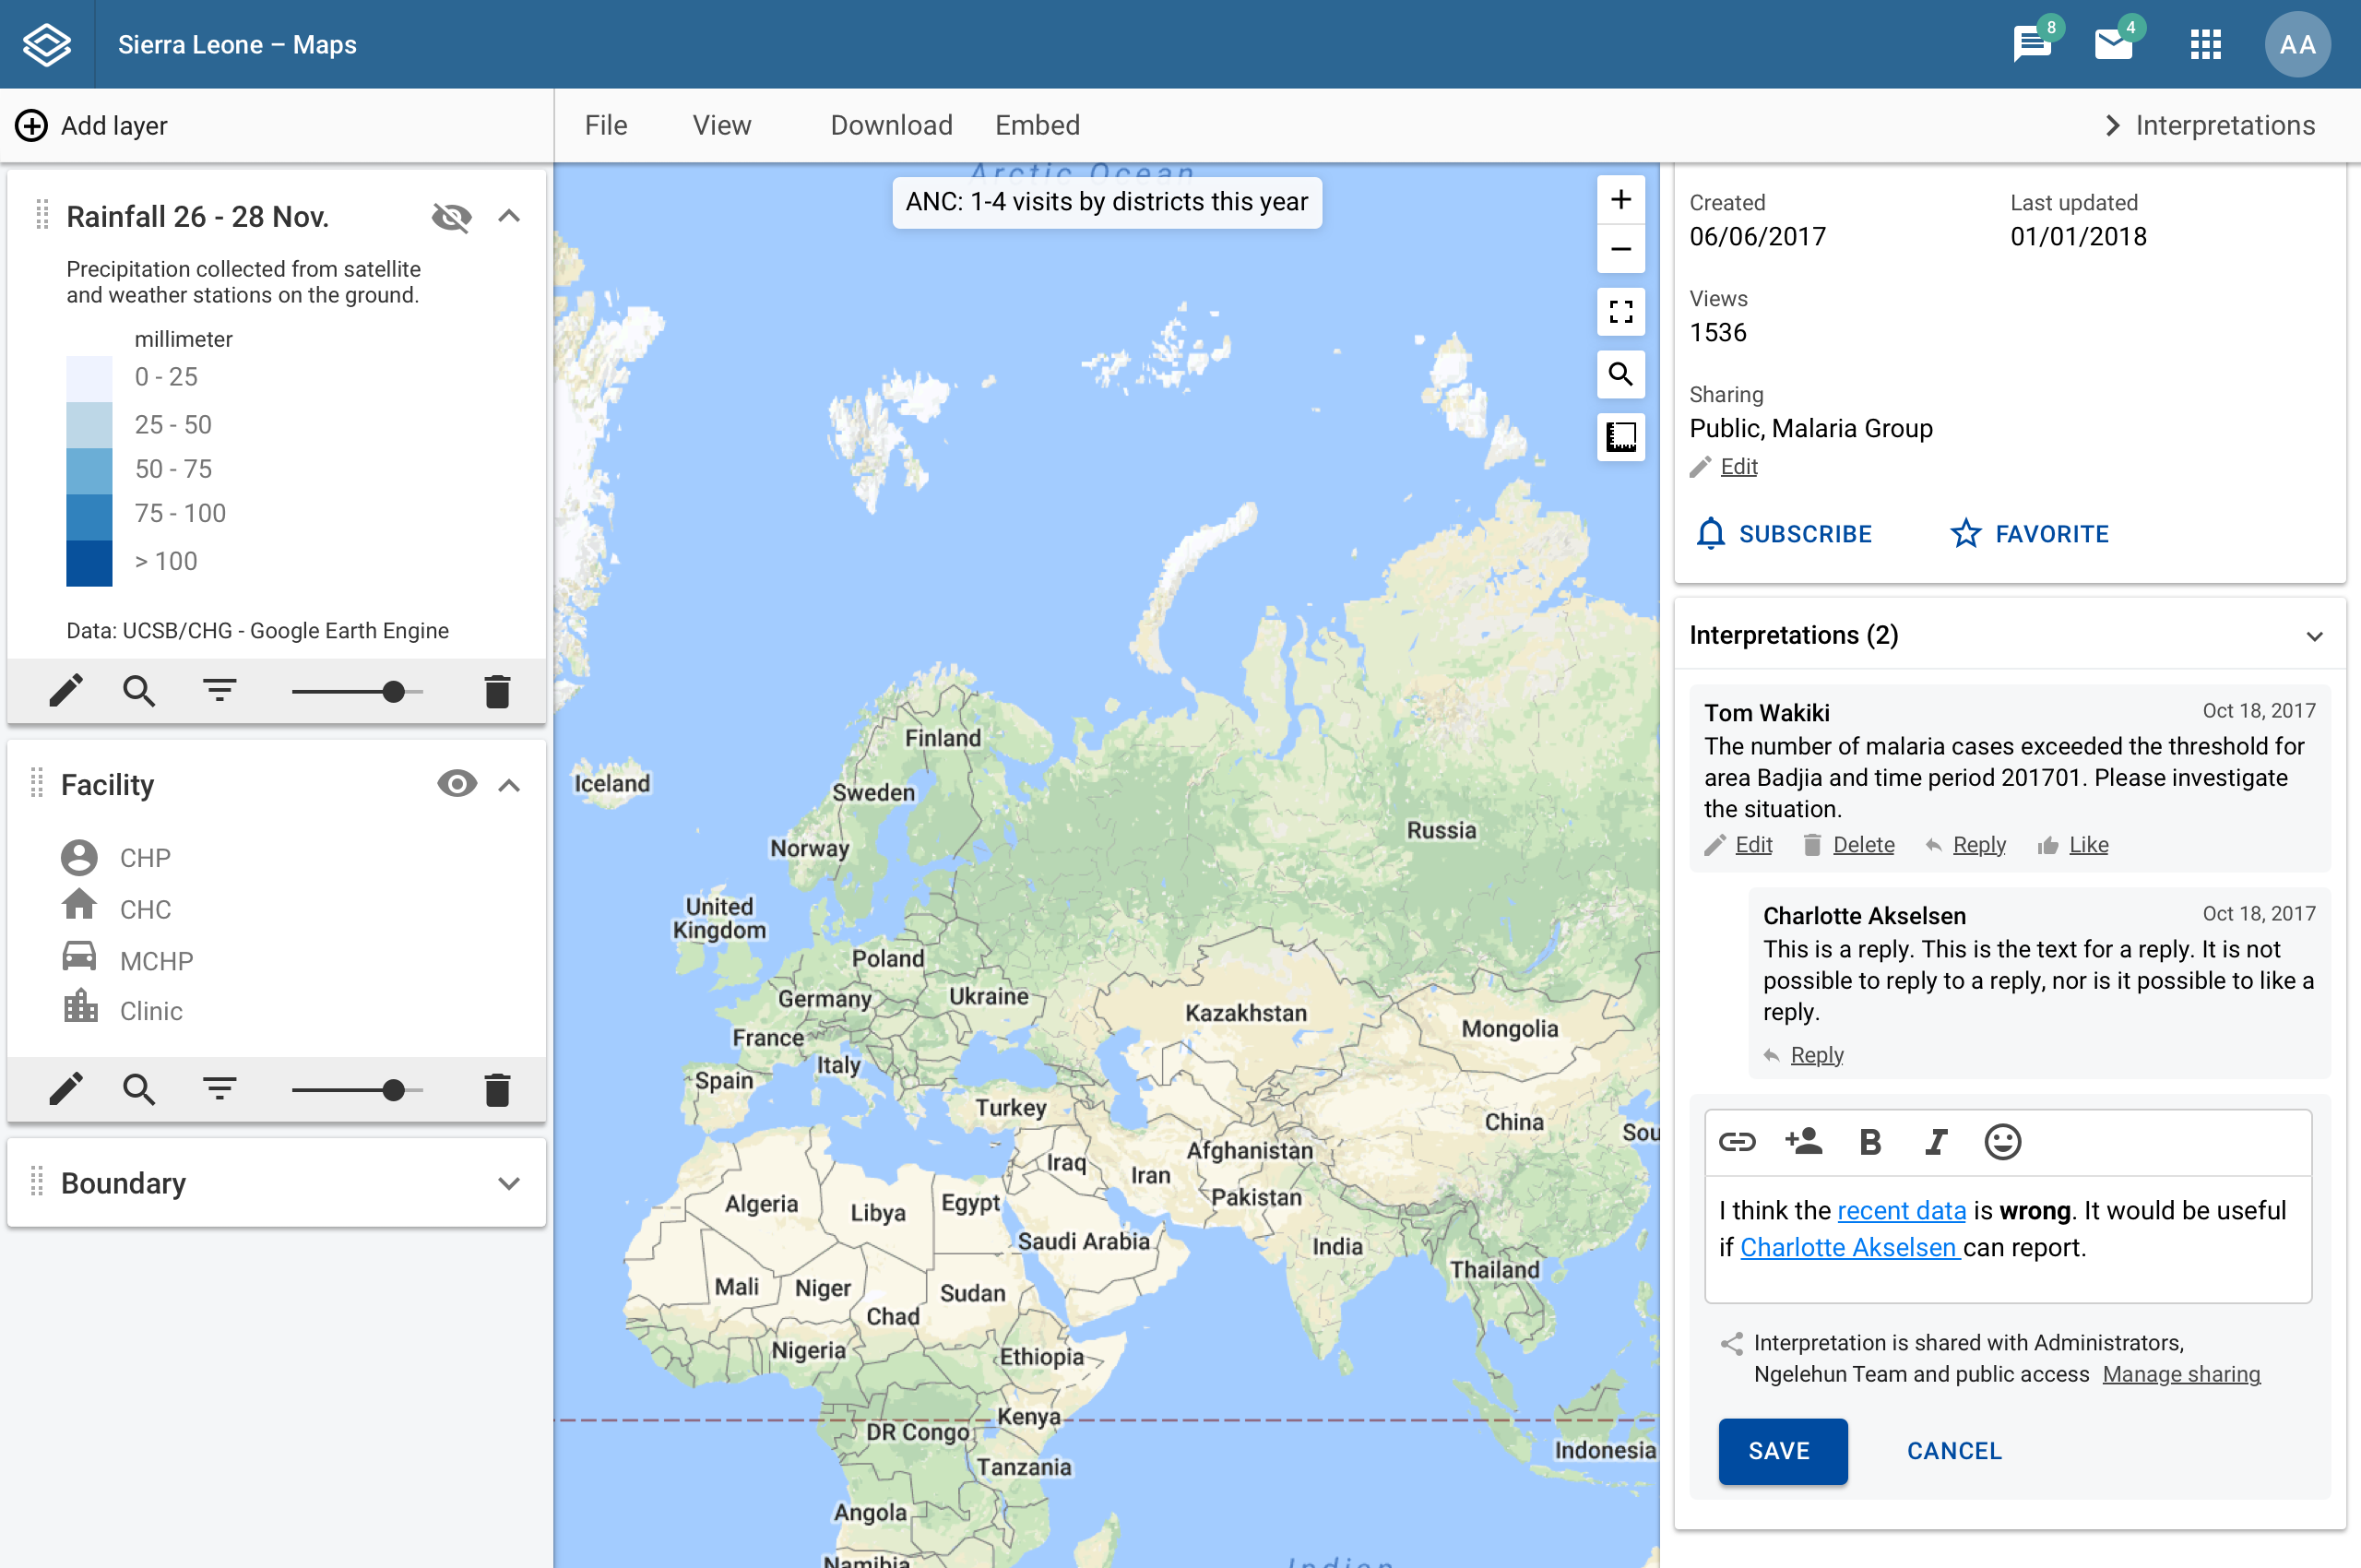 Sierra Leone – Maps
8
4
AA
Add layer
File View Download Embed
Interpretations
Rainfall 26 - 28 Nov.
Precipitation collected from satellite
and weather stations on the ground.
millimeter
0 - 25
25 - 50
50 - 75
75 - 100
> 100
Data: UCSB/CHG - Google Earth Engine
Facility
CHP
CHC
MCHP
Clinic
Boundary
Arctic Ocean
ANC: 1-4 visits by districts this year
Finland
Iceland
Sweden
Russia
Norway
United
Kingdom
Poland
Germany
Ukraine
Kazakhstan
Mongolia
France
Italy
Spain
Turkey
China
Sou
Afghanistan
Iraq
Iran
Pakistan
Algeria
Libya
Egypt
Saudi Arabia
India
Thailand
Mali
Niger
Sudan
Chad
Nigeria
Ethiopia
Kenya
DR Congo
Indonesia
Tanzania
Angola
Namibia
Indian
Created
06/06/2017
Last updated
01/01/2018
Views
1536
Sharing
Public, Malaria Group
Edit
SUBSCRIBE
FAVORITE
Interpretations (2)
Tom Wakiki
Oct 18, 2017
The number of malaria cases exceeded the threshold for
area Badjia and time period 201701. Please investigate
the situation.
Edit Delete Reply Like
Charlotte Akselsen
Oct 18, 2017
This is a reply. This is the text for a reply. It is not
possible to reply to a reply, nor is it possible to like a
reply.
Reply
B I
I think the recent data is wrong. It would be useful
if Charlotte Akselsen can report.
Interpretation is shared with Administrators,
Ngelehun Team and public access Manage sharing
SAVE
CANCEL